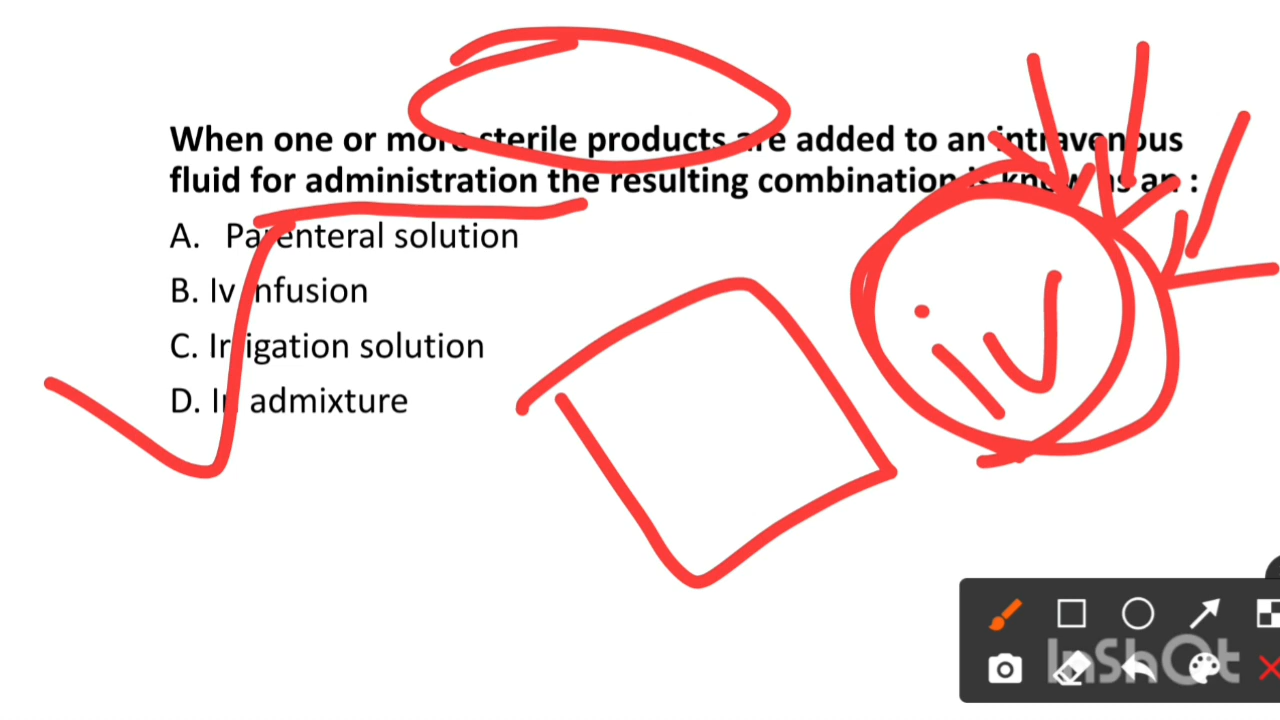 When one or more sterile products are added to an intravenous
fluid for administration the resulting combination is known as an :
A. Parenteral solution
B. Iv infusion
C. Irrigation solution
D. admixture
iv
InShOt